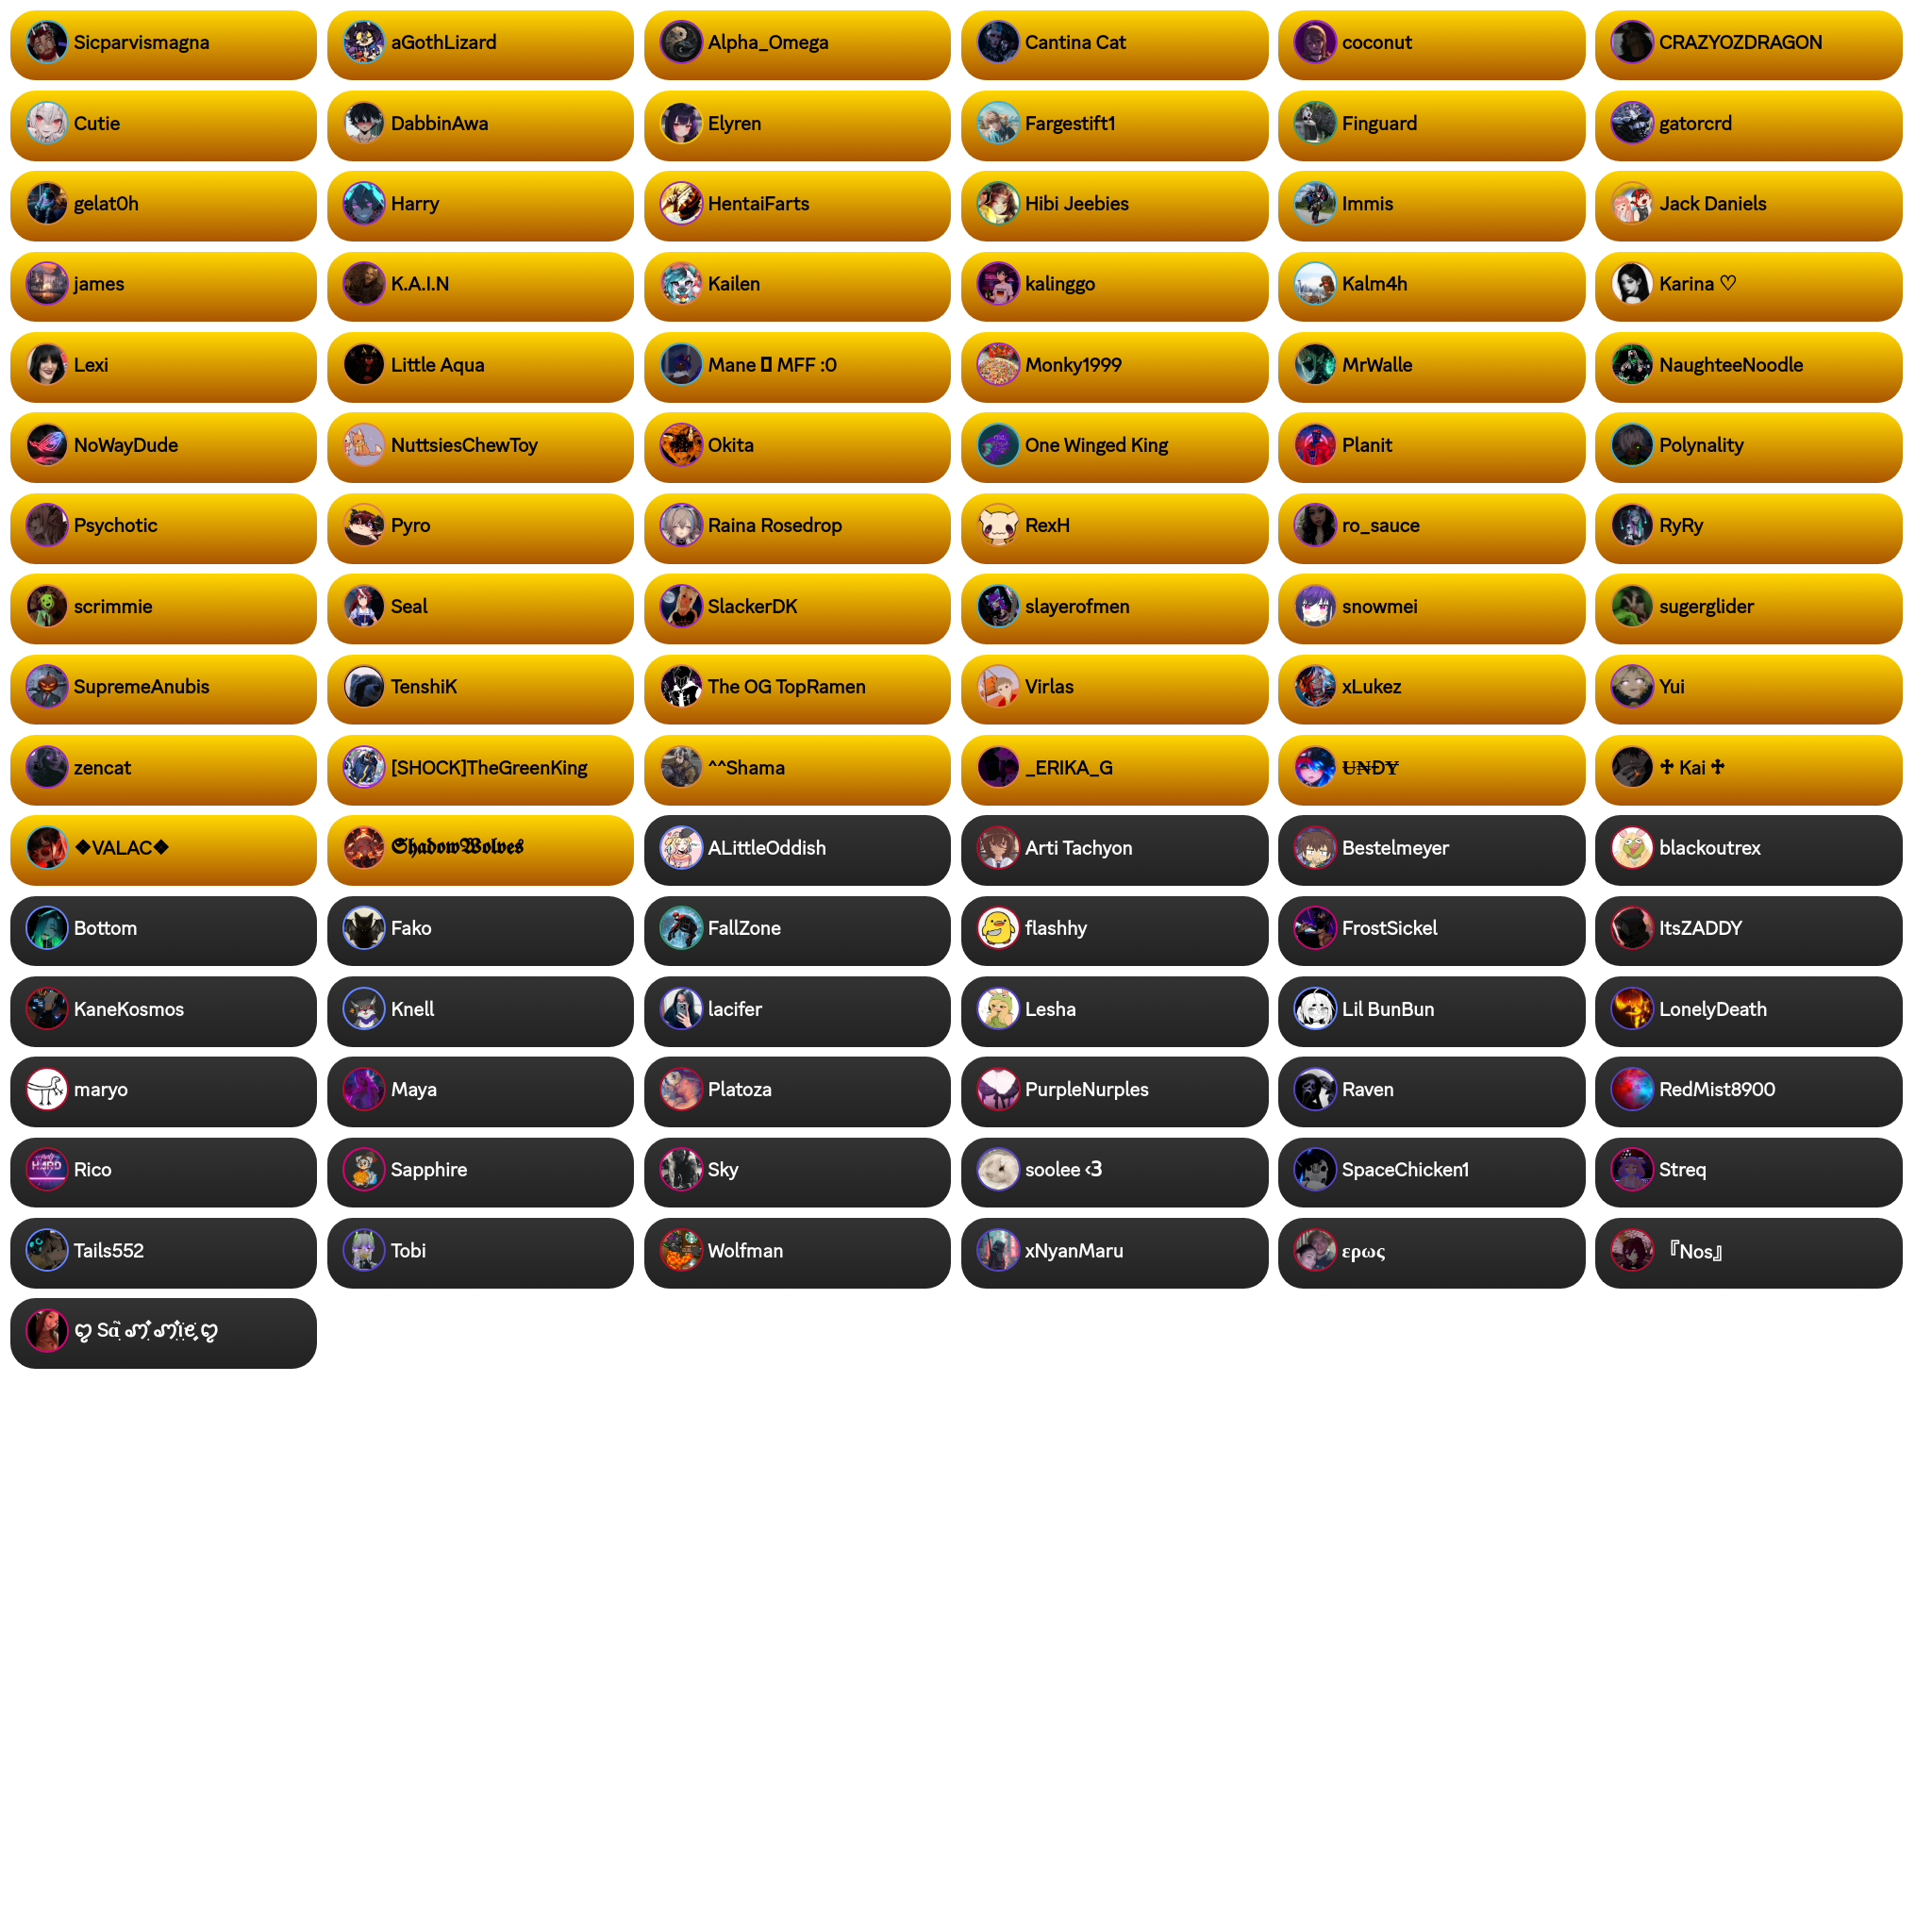 Sicparvismagna
aGothLizard
Alpha_Omega
Cantina Cat
coconut
CRAZYOZDRAGON
Cutie
DabbinAwa
Elyren
Fargestift1
Finguard
gatorcrd
gelat0h
Harry
HentaiFarts
Hibi Jeebies
Immis
Jack Daniels
james
K.A.I.N
Kailen
kalinggo
Kalm4h
Karina ♡
Lexi
Little Aqua
Mane ▯ MFF :0
Monky1999
MrWalle
NaughteeNoodle
NoWayDude
NuttsiesChewToy
Okita
One Winged King
Planit
Polynality
Psychotic
Pyro
Raina Rosedrop
RexH
ro_sauce
RyRy
scrimmie
Seal
SlackerDK
slayerofmen
snowmei
sugerglider
SupremeAnubis
TenshiK
The OG TopRamen
Virlas
xLukez
Yui
zencat
[SHOCK]TheGreenKing
^^Shama
_ERIKA_G
U̶N̶ĐY̶
♰ Kai ♰
◆VALAC◆
𝕾𝖍𝖆𝖉𝖔𝖜𝖂𝖔𝖑𝖛𝖊𝖘
ALittleOddish
Arti Tachyon
Bestelmeyer
blackoutrex
Bottom
Fako
FallZone
flashhy
FrostSickel
ItsZADDY
KaneKosmos
Knell
lacifer
Lesha
Lil BunBun
LonelyDeath
maryo
Maya
Platoza
PurpleNurples
Raven
RedMist8900
Rico
HARD
Sapphire
Sky
soolee <3
SpaceChicken1
Streq
Tails552
Tobi
Wolfman
xNyanMaru
ερως
『Nos』